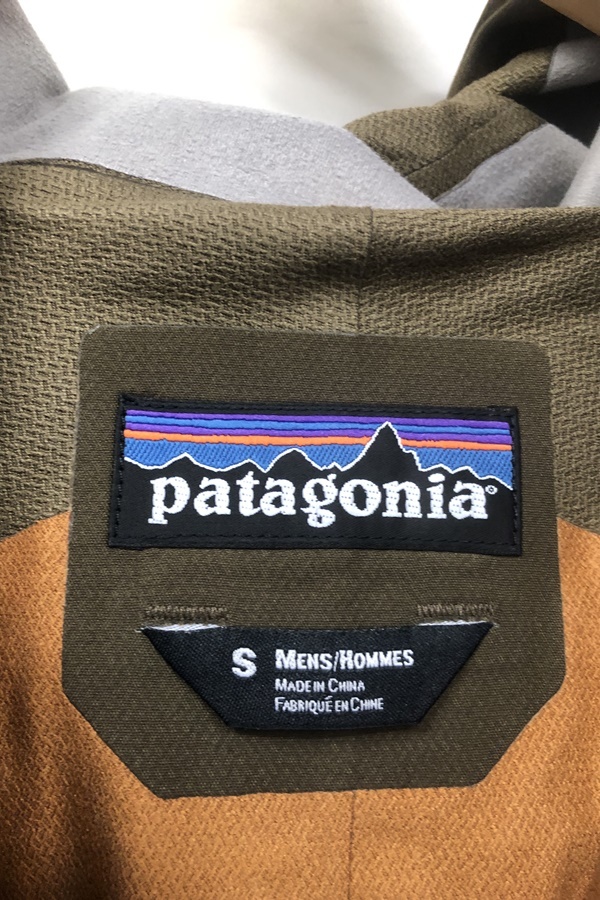 patagonia®
S MENS/HOMMES
MADE IN CHINA
FABRIQUÉ EN CHINE